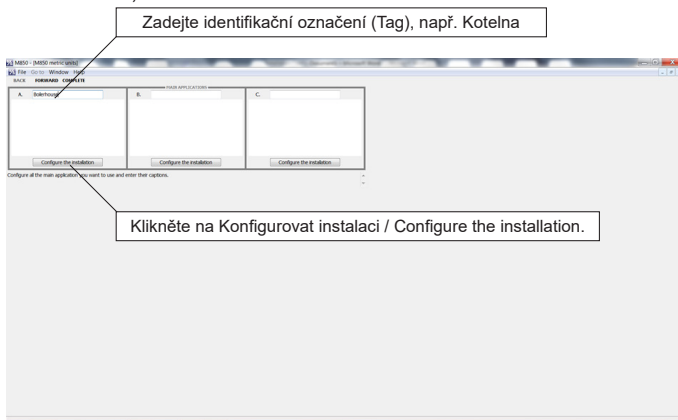 Zadejte identifikační označení (Tag), např. Kotelna
M850 - [M850 metric units]
File Go to Window Help
BACK FORWARD COMPLETE
MAIN APPLICATIONS
A. Boilerhouse B. C.
Configure the installation Configure the installation Configure the installation
Configure all the main application you want to use and enter their captions.
Klikněte na Konfigurovat instalaci / Configure the installation.